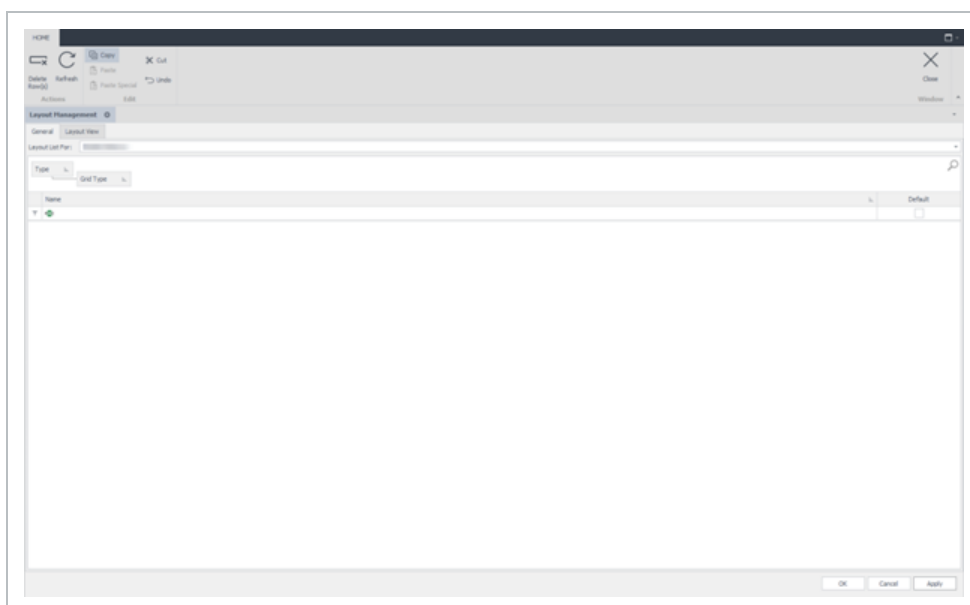 HOME
Delete Row(s)
Refresh
Copy
Paste
Paste Special
Cut
Undo
Close
Actions
Edit
Window
Layout Management
General
Layout View
Layout List For:
Type
Grid Type
Name
Default
OK
Cancel
Apply